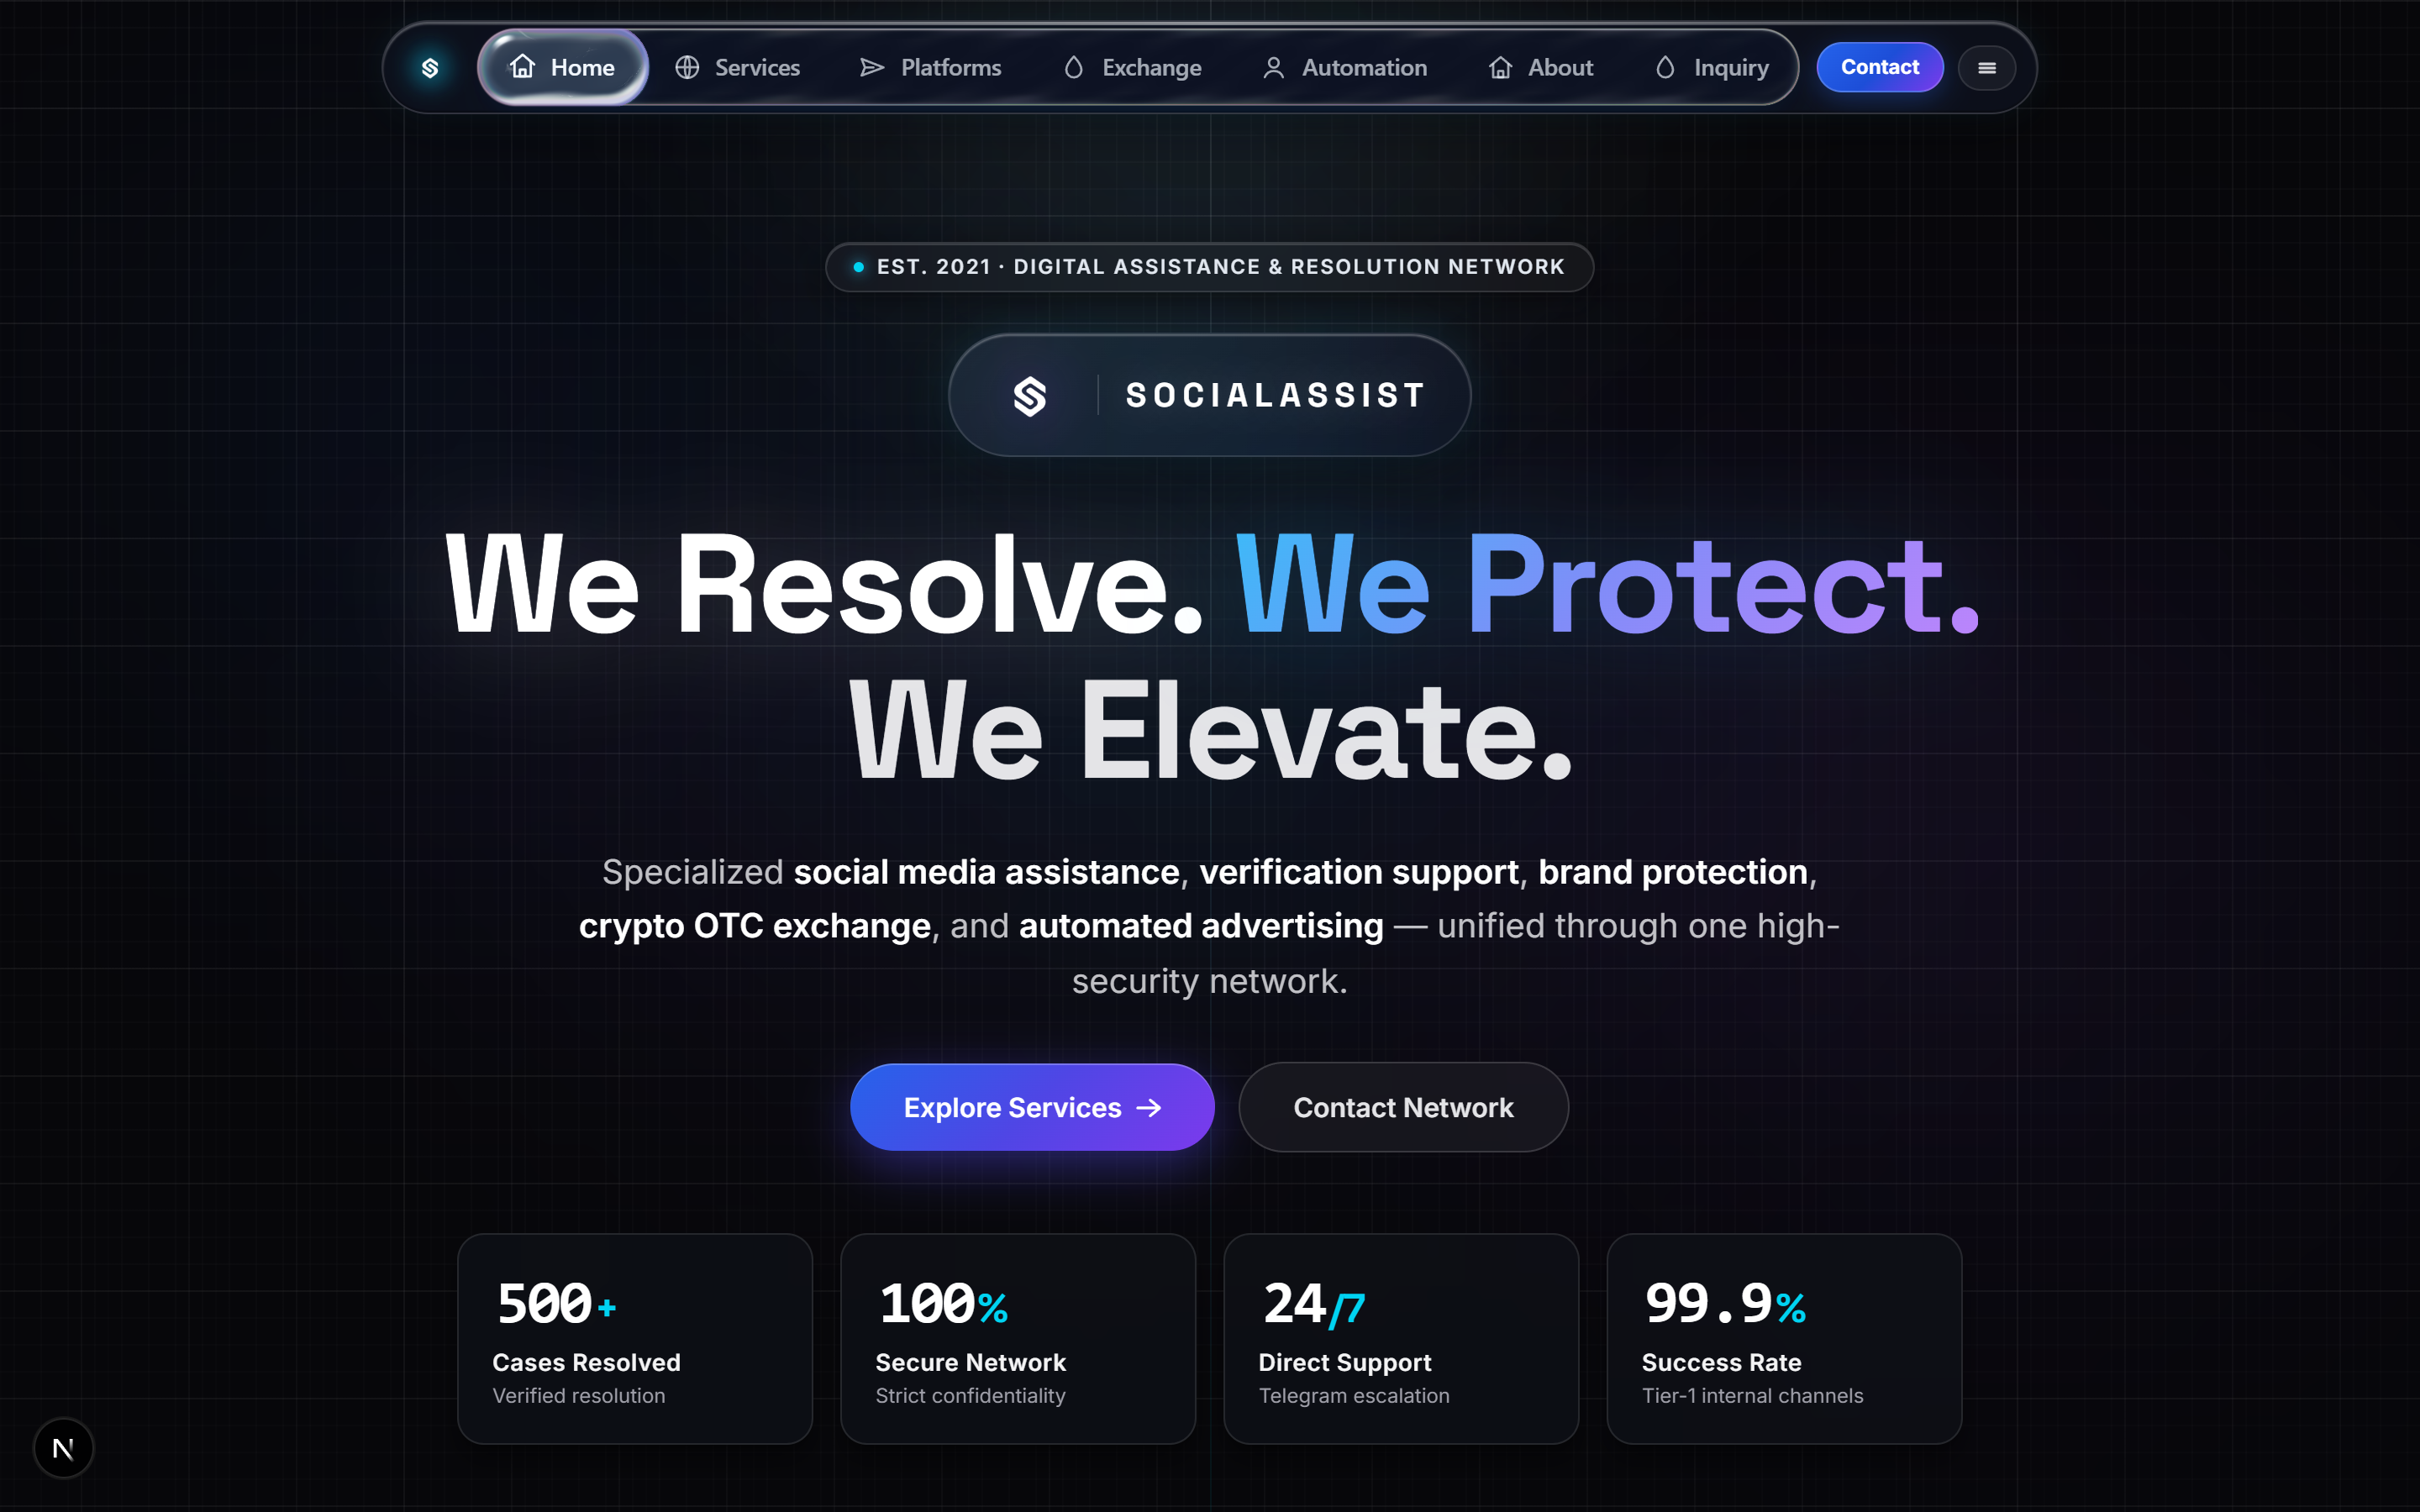 Home
Services
Platforms
Exchange
Automation
About
Inquiry
Contact
EST. 2021 · DIGITAL ASSISTANCE & RESOLUTION NETWORK
SOCIALASSIST
We Resolve. We Protect.
We Elevate.
Specialized social media assistance, verification support, brand protection,
crypto OTC exchange, and automated advertising — unified through one high-
security network.
Explore Services →
Contact Network
500+
Cases Resolved
Verified resolution
100%
Secure Network
Strict confidentiality
24/7
Direct Support
Telegram escalation
99.9%
Success Rate
Tier-1 internal channels
N